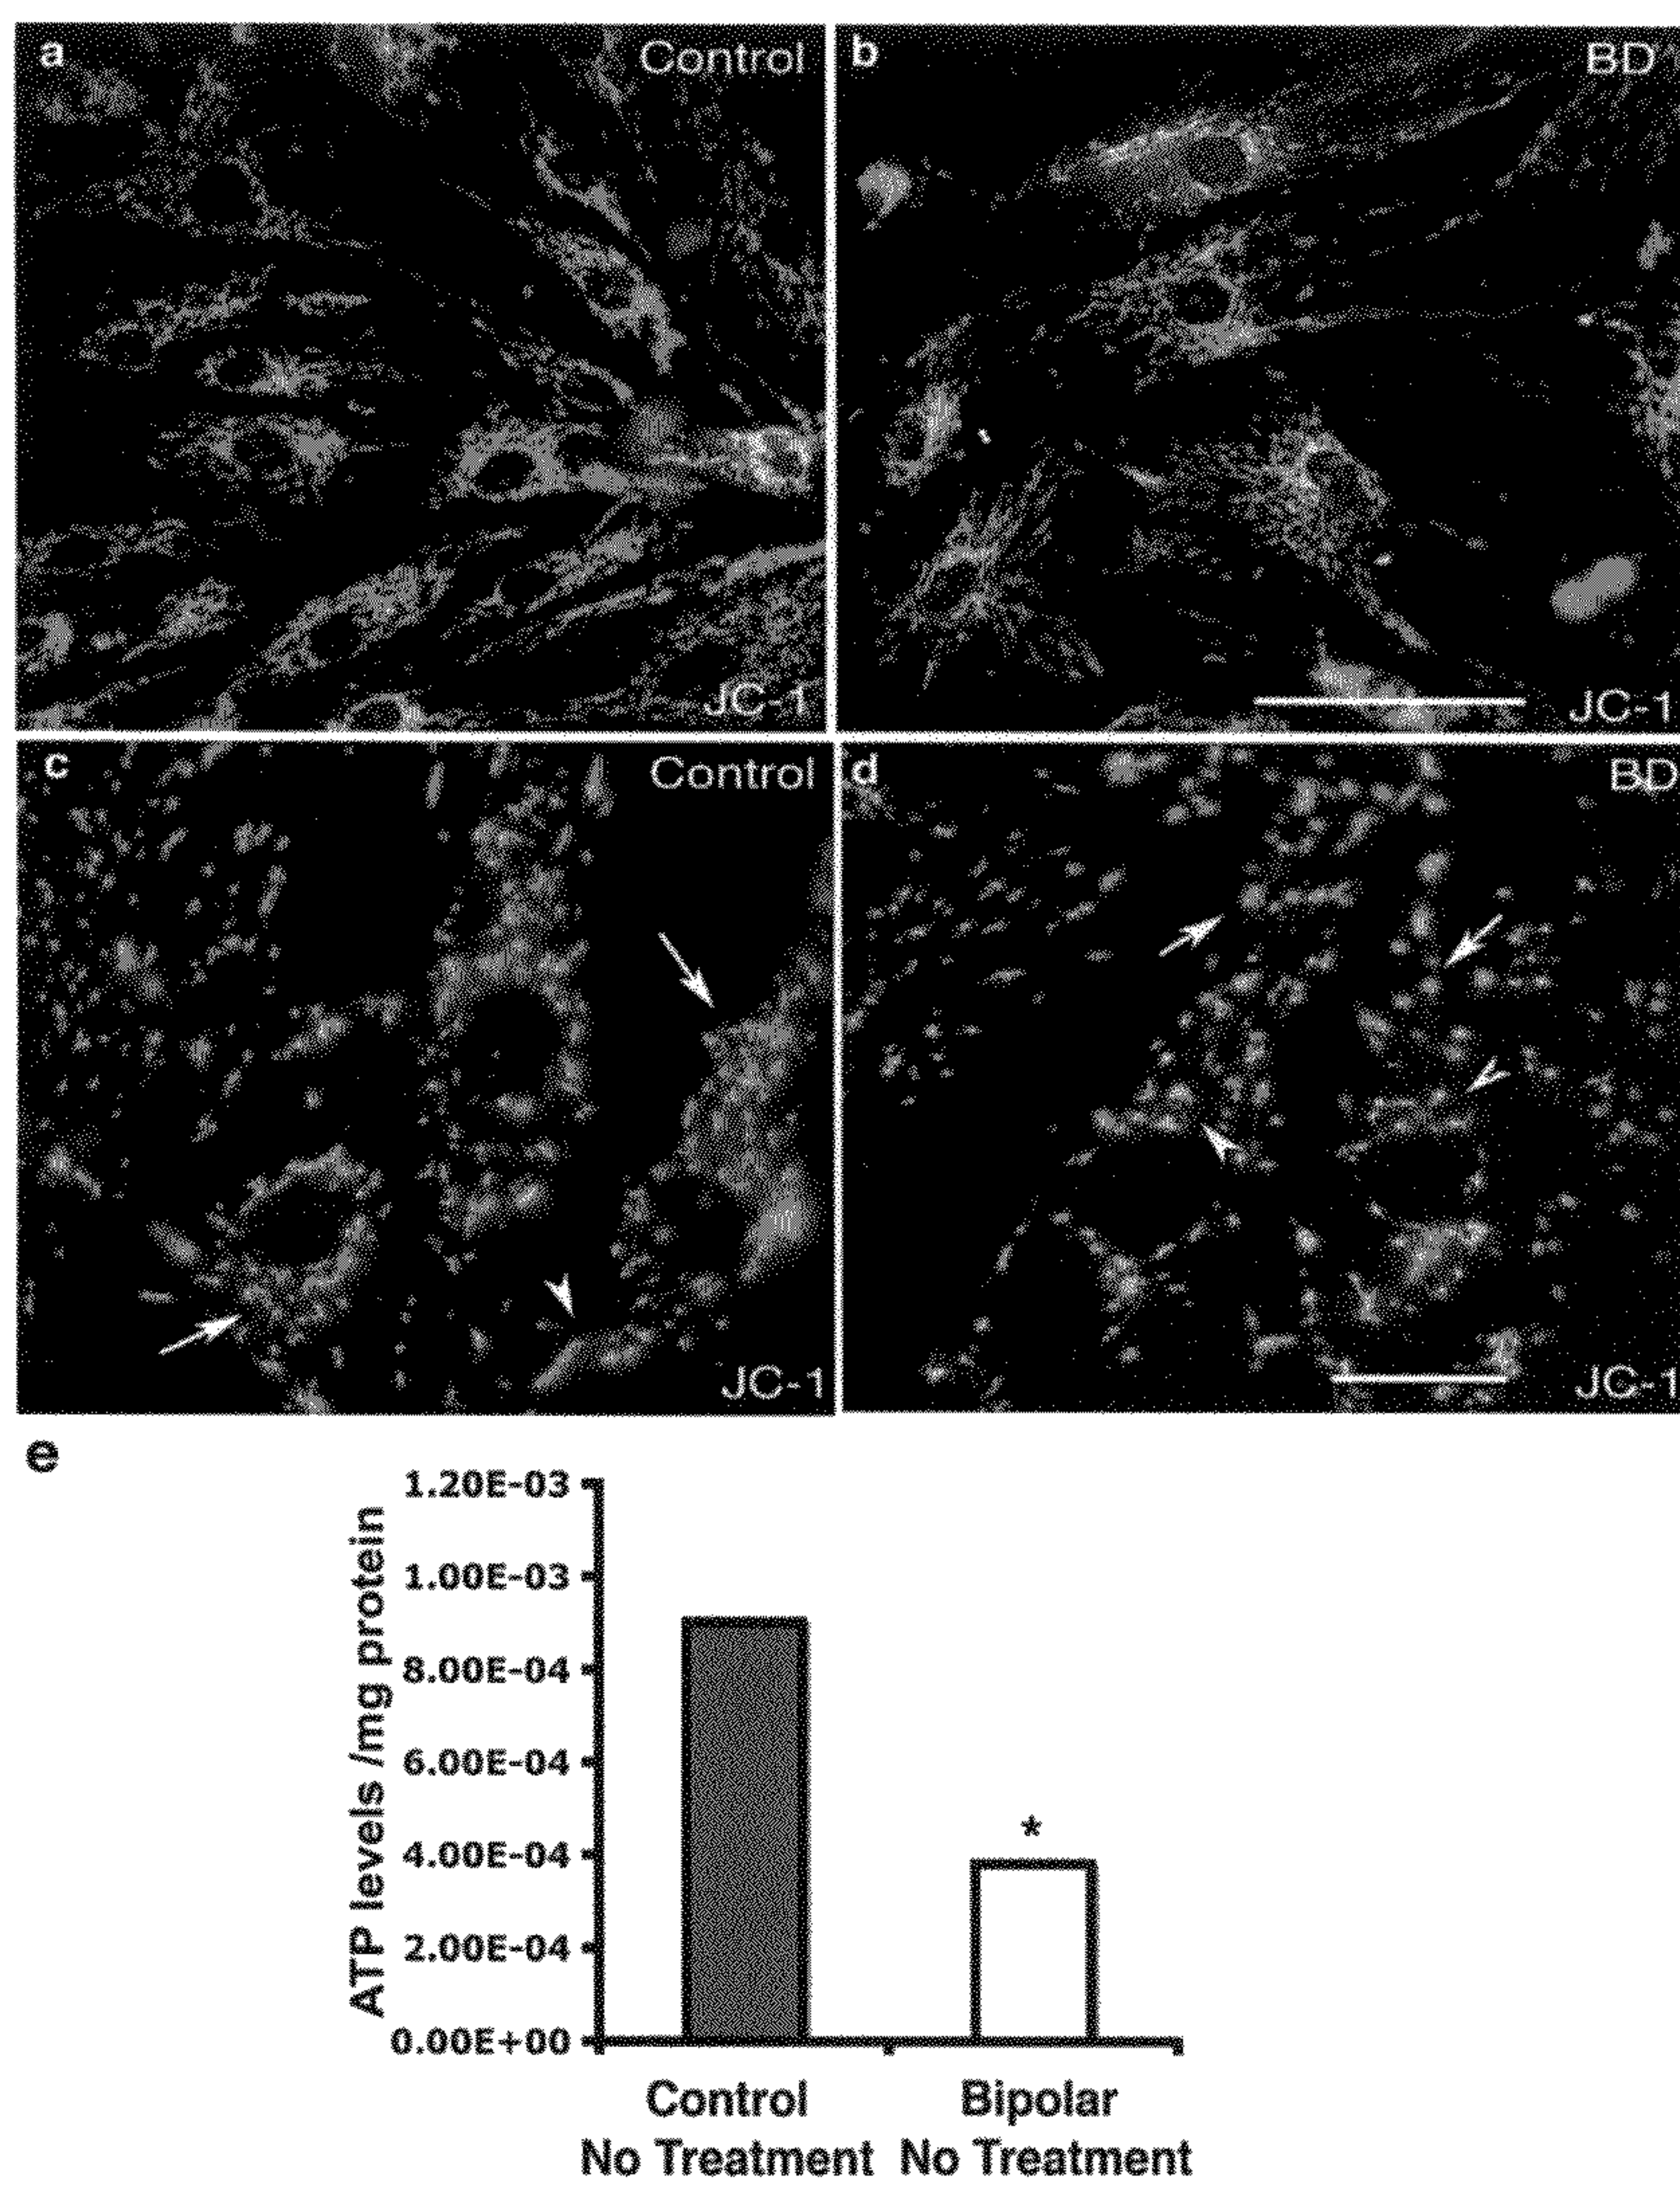 a Control
b BD
JC-1
JC-1
c Control
d BD
JC-1
JC-1
e
ATP levels /mg protein
1.20E-03
1.00E-03
8.00E-04
6.00E-04
4.00E-04
2.00E-04
0.00E+00
*
Control
No Treatment
Bipolar
No Treatment